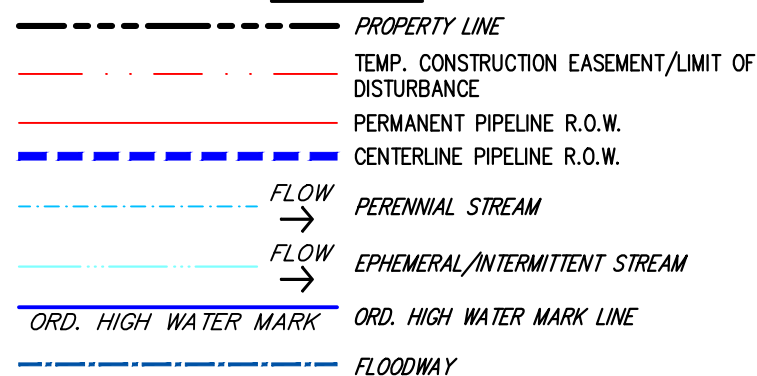 PROPERTY LINE
TEMP. CONSTRUCTION EASEMENT/LIMIT OF
DISTURBANCE
PERMANENT PIPELINE R.O.W.
CENTERLINE PIPELINE R.O.W.
FLOW
PERENNIAL STREAM
FLOW
EPHEMERAL/INTERMITTENT STREAM
ORD. HIGH WATER MARK
ORD. HIGH WATER MARK LINE
FLOODWAY